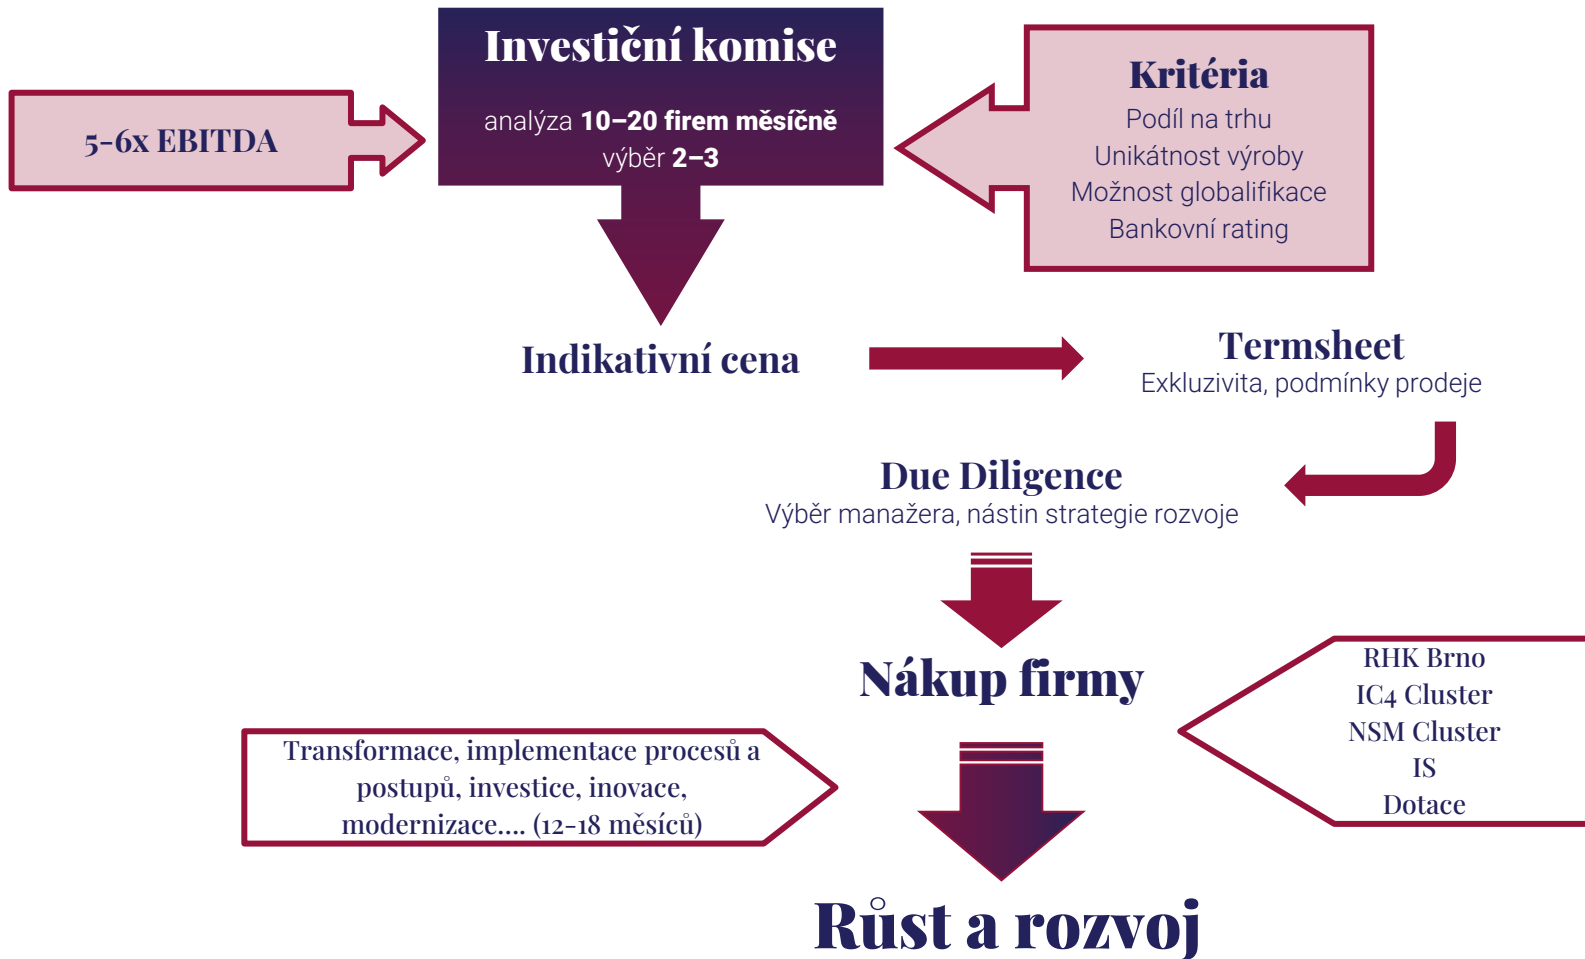 Investiční komise
analýza 10–20 firem měsíčně
výběr 2–3
5-6x EBITDA
Kritéria
Podíl na trhu
Unikátnost výroby
Možnost globalifikace
Bankovní rating
Indikativní cena
Termsheet
Exkluzivita, podmínky prodeje
Due Diligence
Výběr manažera, nástin strategie rozvoje
Nákup firmy
RHK Brno
IC4 Cluster
NSM Cluster
IS
Dotace
Transformace, implementace procesů a
postupů, investice, inovace,
modernizace.... (12-18 měsíců)
Růst a rozvoj